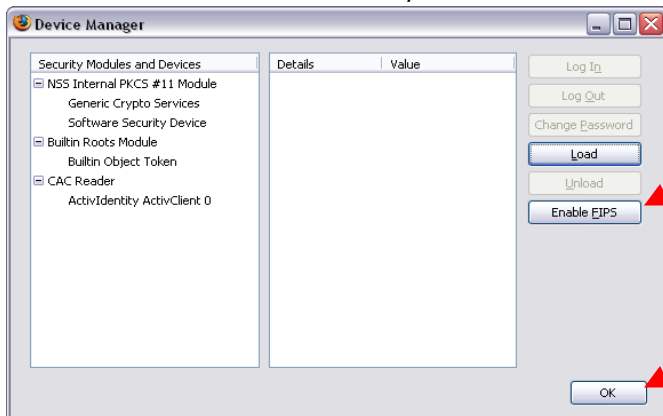 Device Manager
Security Modules and Devices
Details
Value
NSS Internal PKCS #11 Module
Generic Crypto Services
Software Security Device
Builtin Roots Module
Builtin Object Token
CAC Reader
ActivIdentity ActivClient 0
Log In
Log Out
Change Password
Load
Unload
Enable FIPS
OK